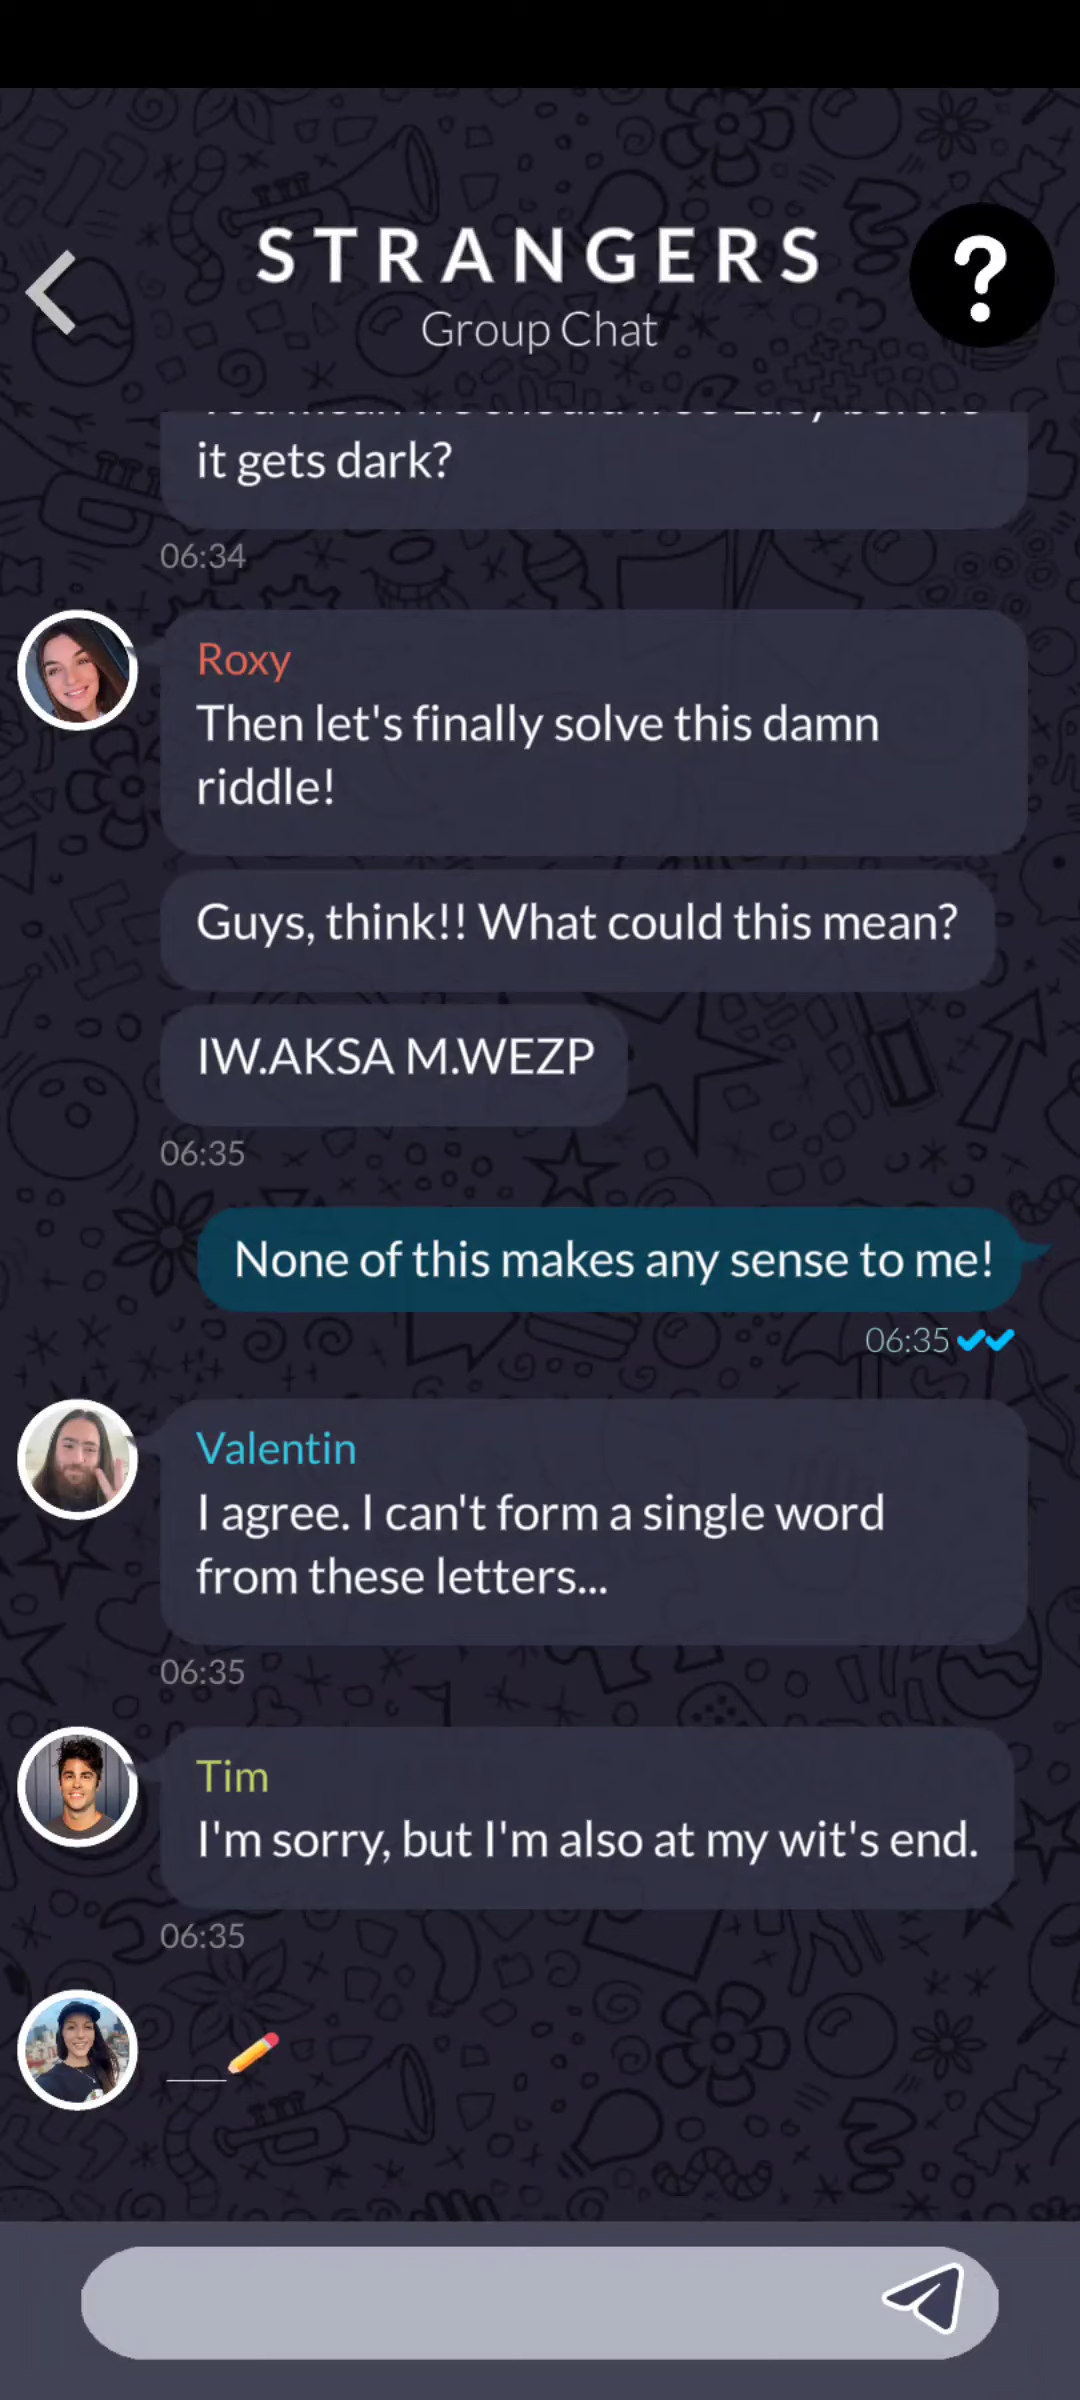 STRANGERS
Group Chat
it gets dark?
06:34
Roxy
Then let's finally solve this damn
riddle!
Guys, think!! What could this mean?
IW.AKSA M.WEZP
06:35
None of this makes any sense to me!
06:35
Valentin
I agree. I can't form a single word
from these letters...
06:35
Tim
I'm sorry, but I'm also at my wit's end.
06:35